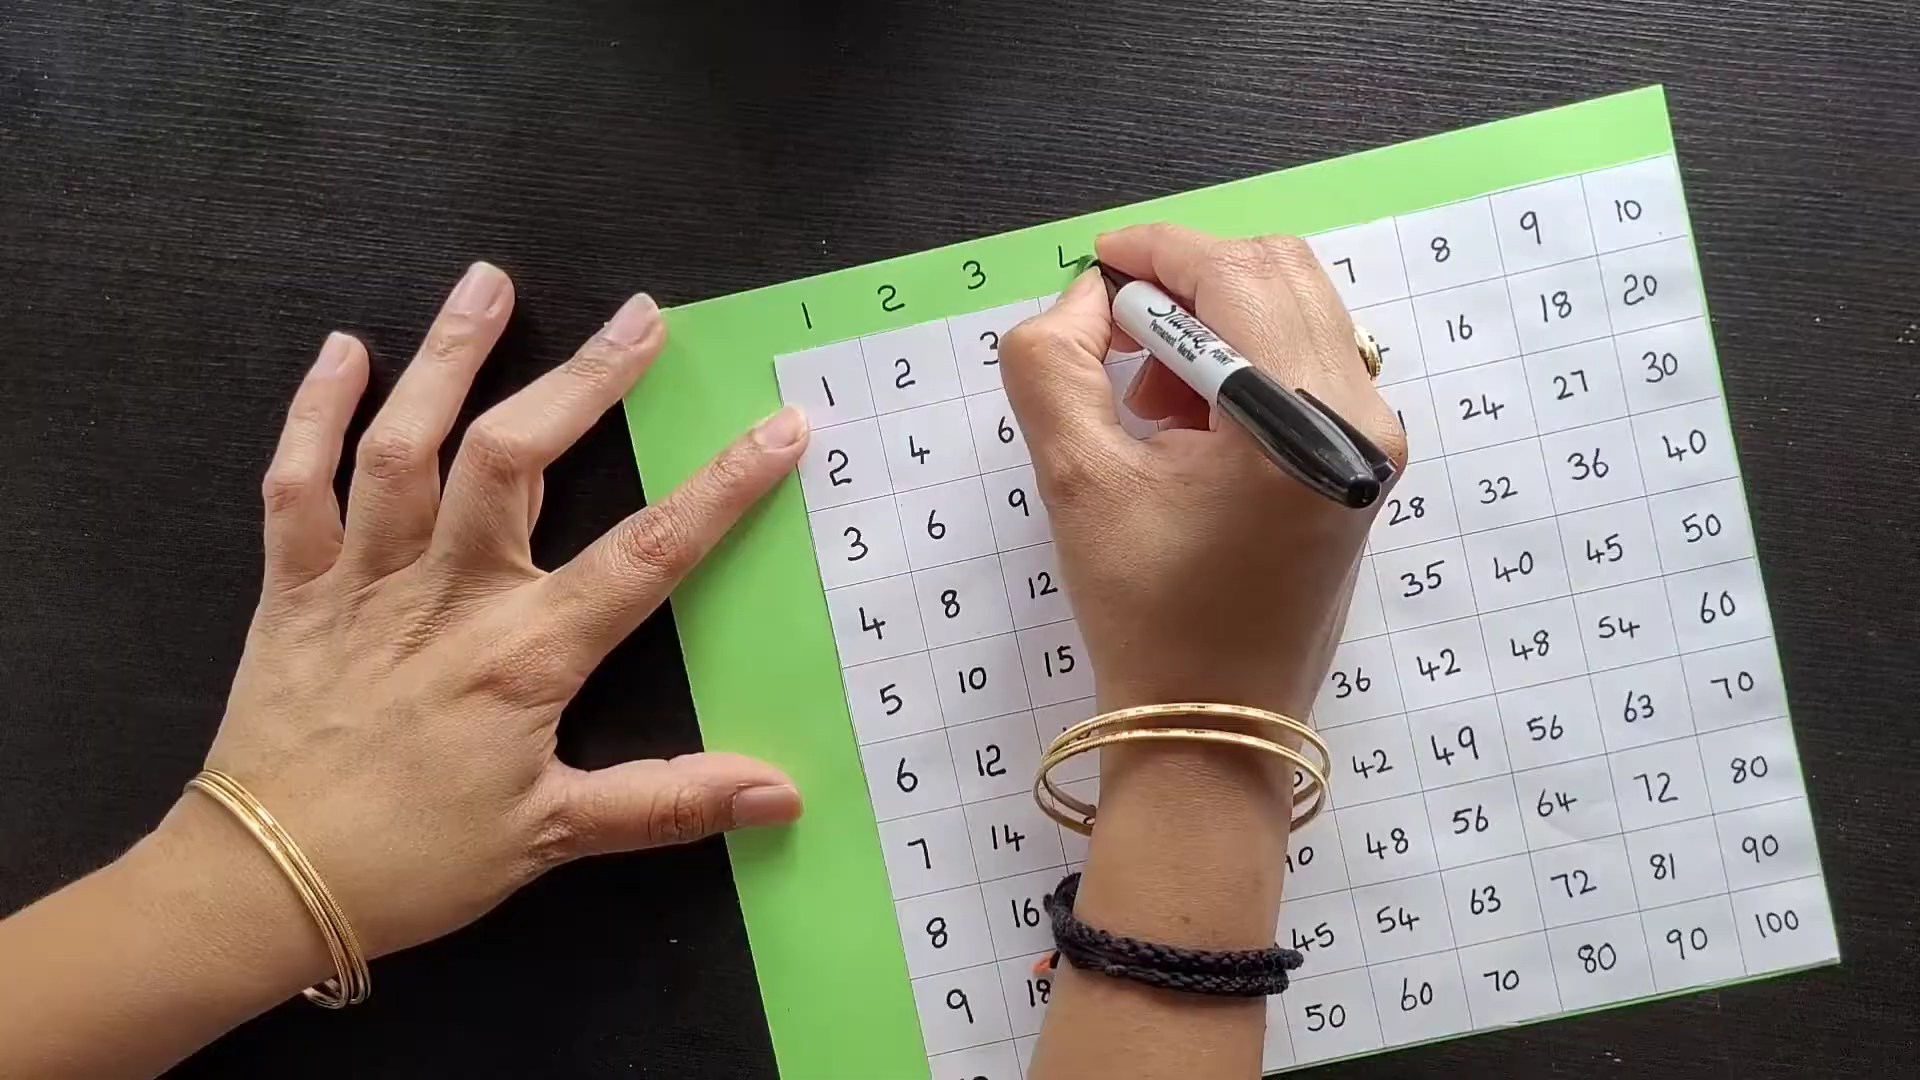 1 2 3 4
1 2 3 7 8 9 10
2 4 6 16 18 20
3 6 9 24 27 30
4 8 12 28 32 36 40
5 10 15 35 40 45 50
6 12 36 42 48 54 60
7 14 42 49 56 63 70
8 16 48 56 64 72 80
9 18 45 54 63 72 81 90
50 60 70 80 90 100
Sharpie
POINT
Permanent Marker